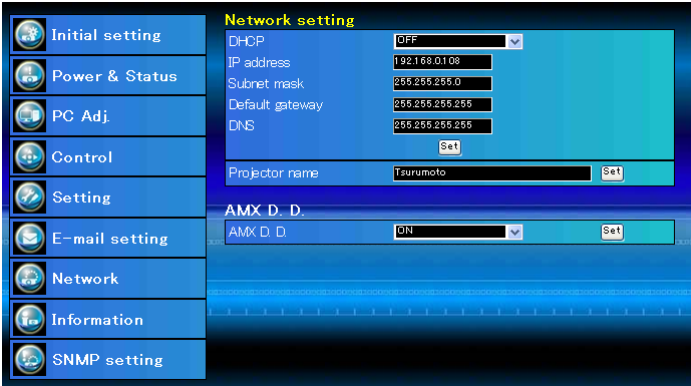 Initial setting
Power & Status
PC Adj.
Control
Setting
E-mail setting
Network
Information
SNMP setting
Network setting
DHCP OFF
IP address 192.168.0.108
Subnet mask 255.255.255.0
Default gateway 255.255.255.255
DNS 255.255.255.255
Set
Projector name Tsurumoto Set
AMX D. D.
AMX D. D. ON Set